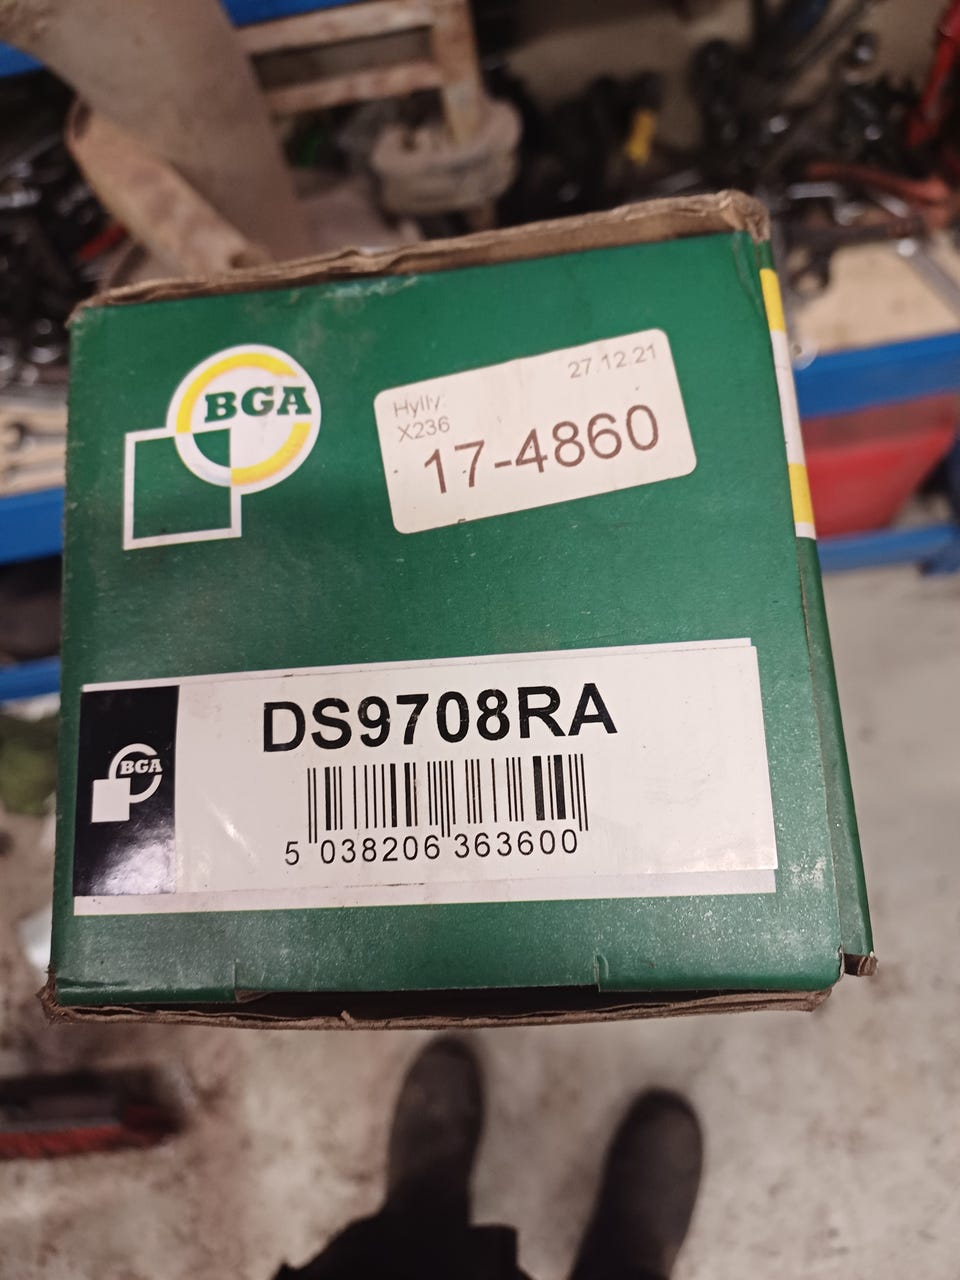 BGA
Hylly:
27.12.21
X236
17-4860
DS9708RA
BGA
5 038206 363600